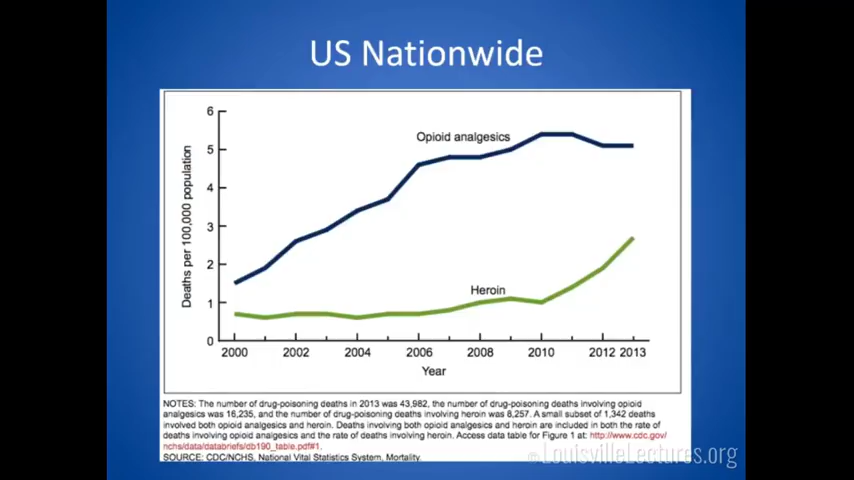 US Nationwide
6
Opioid analgesics
5
4
Deaths per 100,000 population
3
2
Heroin
1
0
2000 2002 2004 2006 2008 2010 2012 2013
Year
NOTES: The number of drug-poisoning deaths in 2013 was 43,982, the number of drug-poisoning deaths involving opioid
analgesics was 16,235, and the number of drug-poisoning deaths involving heroin was 8,257. A small subset of 1,342 deaths
involved both opioid analgesics and heroin. Deaths involving both opioid analgesics and heroin are included in both the rate of
deaths involving opioid analgesics and the rate of deaths involving heroin. Access data table for Figure 1 at: http://www.cdc.gov/
nchs/data/databriefs/db190_table.pdf#1.
SOURCE: CDC/NCHS, National Vital Statistics System, Mortality.
©LouisvilleLectures.org